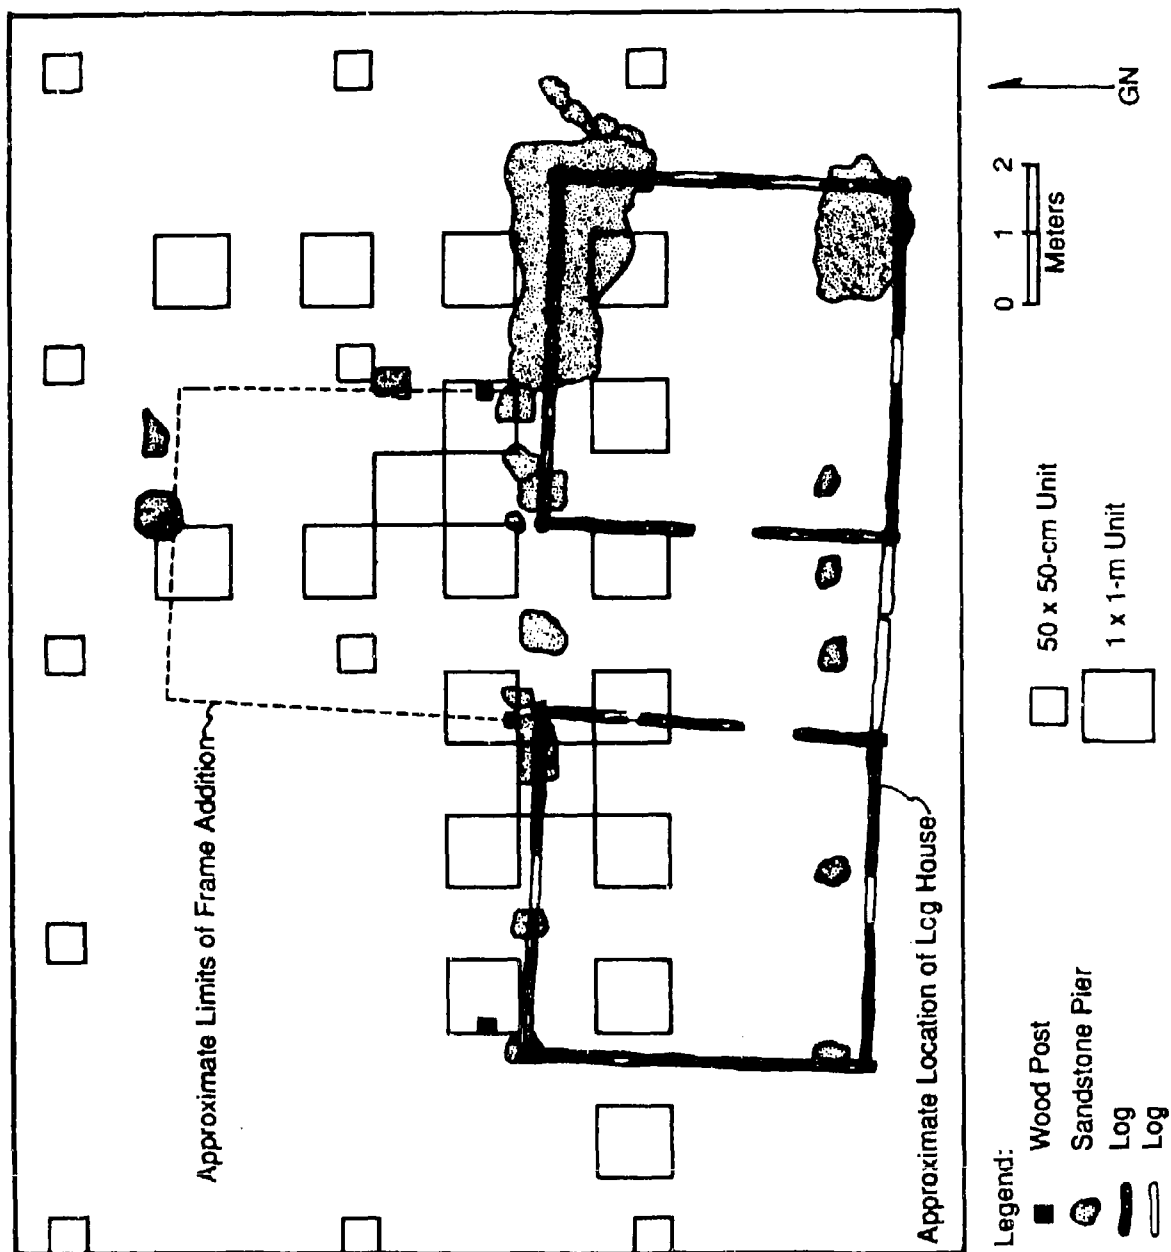 Approximate Limits of Frame Addition
Approximate Location of Lcg House
Legend:
Wood Post
Sandstone Pier
Log
Log
50 x 50-cm Unit
1 x 1-m Unit
0 1 2
Meters
GN